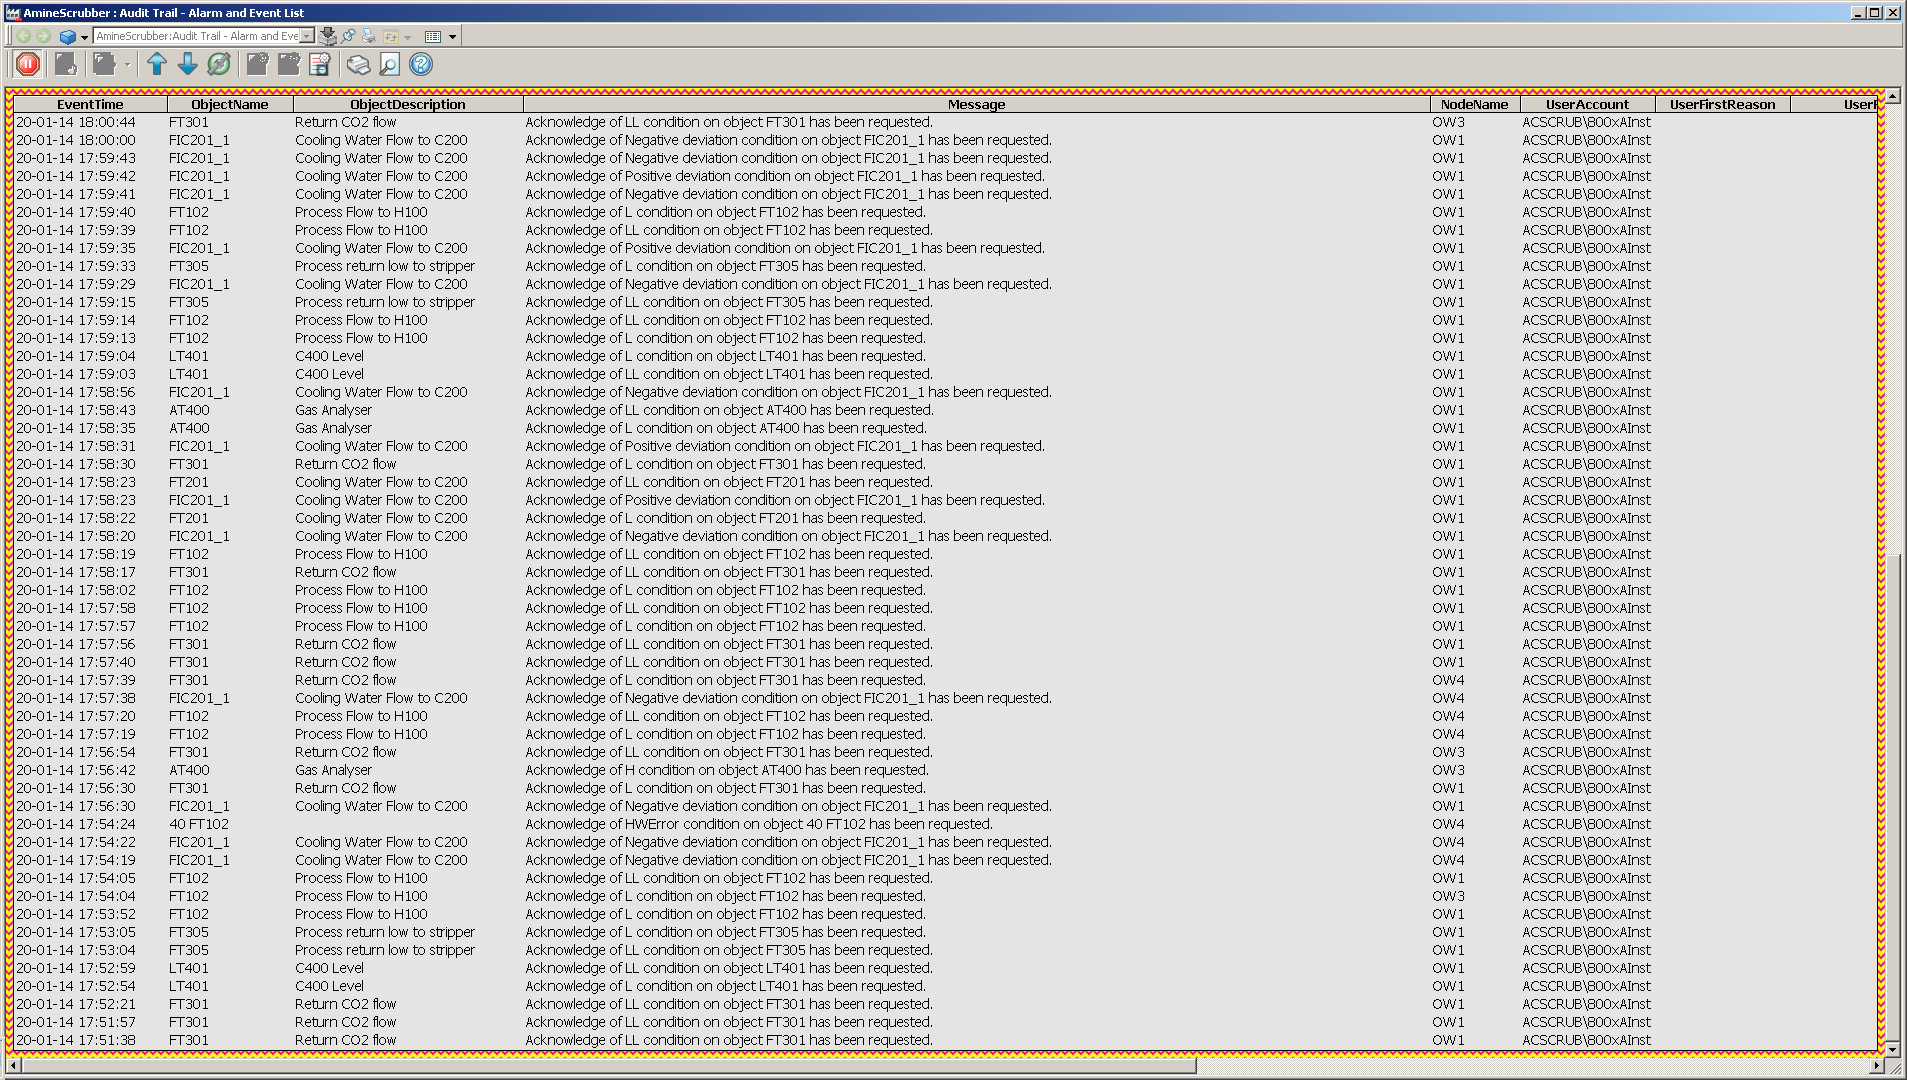 AmineScrubber : Audit Trail - Alarm and Event List
AmineScrubber:Audit Trail - Alarm and Eve
EventTime ObjectName ObjectDescription Message NodeName UserAccount UserFirstReason
20-01-14 18:00:44 FT301 Return CO2 flow Acknowledge of LL condition on object FT301 has been requested. OW3 ACSCRUB\800xAInst
20-01-14 18:00:00 FIC201_1 Cooling Water Flow to C200 Acknowledge of Negative deviation condition on object FIC201_1 has been requested. OW1 ACSCRUB\800xAInst
20-01-14 17:59:43 FIC201_1 Cooling Water Flow to C200 Acknowledge of Negative deviation condition on object FIC201_1 has been requested. OW1 ACSCRUB\800xAInst
20-01-14 17:59:42 FIC201_1 Cooling Water Flow to C200 Acknowledge of Positive deviation condition on object FIC201_1 has been requested. OW1 ACSCRUB\800xAInst
20-01-14 17:59:41 FIC201_1 Cooling Water Flow to C200 Acknowledge of Negative deviation condition on object FIC201_1 has been requested. OW1 ACSCRUB\800xAInst
20-01-14 17:59:40 FT102 Process Flow to H100 Acknowledge of L condition on object FT102 has been requested. OW1 ACSCRUB\800xAInst
20-01-14 17:59:39 FT102 Process Flow to H100 Acknowledge of LL condition on object FT102 has been requested. OW1 ACSCRUB\800xAInst
20-01-14 17:59:35 FIC201_1 Cooling Water Flow to C200 Acknowledge of Positive deviation condition on object FIC201_1 has been requested. OW1 ACSCRUB\800xAInst
20-01-14 17:59:33 FT305 Process return low to stripper Acknowledge of L condition on object FT305 has been requested. OW1 ACSCRUB\800xAInst
20-01-14 17:59:29 FIC201_1 Cooling Water Flow to C200 Acknowledge of Negative deviation condition on object FIC201_1 has been requested. OW1 ACSCRUB\800xAInst
20-01-14 17:59:15 FT305 Process return low to stripper Acknowledge of LL condition on object FT305 has been requested. OW1 ACSCRUB\800xAInst
20-01-14 17:59:14 FT102 Process Flow to H100 Acknowledge of LL condition on object FT102 has been requested. OW1 ACSCRUB\800xAInst
20-01-14 17:59:13 FT102 Process Flow to H100 Acknowledge of L condition on object FT102 has been requested. OW1 ACSCRUB\800xAInst
20-01-14 17:59:04 LT401 C400 Level Acknowledge of L condition on object LT401 has been requested. OW1 ACSCRUB\800xAInst
20-01-14 17:59:03 LT401 C400 Level Acknowledge of LL condition on object LT401 has been requested. OW1 ACSCRUB\800xAInst
20-01-14 17:58:56 FIC201_1 Cooling Water Flow to C200 Acknowledge of Negative deviation condition on object FIC201_1 has been requested. OW1 ACSCRUB\800xAInst
20-01-14 17:58:43 AT400 Gas Analyser Acknowledge of LL condition on object AT400 has been requested. OW1 ACSCRUB\800xAInst
20-01-14 17:58:35 AT400 Gas Analyser Acknowledge of L condition on object AT400 has been requested. OW1 ACSCRUB\800xAInst
20-01-14 17:58:31 FIC201_1 Cooling Water Flow to C200 Acknowledge of Positive deviation condition on object FIC201_1 has been requested. OW1 ACSCRUB\800xAInst
20-01-14 17:58:30 FT301 Return CO2 flow Acknowledge of L condition on object FT301 has been requested. OW1 ACSCRUB\800xAInst
20-01-14 17:58:23 FT201 Cooling Water Flow to C200 Acknowledge of LL condition on object FT201 has been requested. OW1 ACSCRUB\800xAInst
20-01-14 17:58:23 FIC201_1 Cooling Water Flow to C200 Acknowledge of Positive deviation condition on object FIC201_1 has been requested. OW1 ACSCRUB\800xAInst
20-01-14 17:58:22 FT201 Cooling Water Flow to C200 Acknowledge of L condition on object FT201 has been requested. OW1 ACSCRUB\800xAInst
20-01-14 17:58:20 FIC201_1 Cooling Water Flow to C200 Acknowledge of Negative deviation condition on object FIC201_1 has been requested. OW1 ACSCRUB\800xAInst
20-01-14 17:58:19 FT102 Process Flow to H100 Acknowledge of LL condition on object FT102 has been requested. OW1 ACSCRUB\800xAInst
20-01-14 17:58:17 FT301 Return CO2 flow Acknowledge of LL condition on object FT301 has been requested. OW1 ACSCRUB\800xAInst
20-01-14 17:58:02 FT102 Process Flow to H100 Acknowledge of L condition on object FT102 has been requested. OW1 ACSCRUB\800xAInst
20-01-14 17:57:58 FT102 Process Flow to H100 Acknowledge of LL condition on object FT102 has been requested. OW1 ACSCRUB\800xAInst
20-01-14 17:57:57 FT102 Process Flow to H100 Acknowledge of L condition on object FT102 has been requested. OW1 ACSCRUB\800xAInst
20-01-14 17:57:56 FT301 Return CO2 flow Acknowledge of LL condition on object FT301 has been requested. OW1 ACSCRUB\800xAInst
20-01-14 17:57:40 FT301 Return CO2 flow Acknowledge of LL condition on object FT301 has been requested. OW1 ACSCRUB\800xAInst
20-01-14 17:57:39 FT301 Return CO2 flow Acknowledge of LL condition on object FT301 has been requested. OW4 ACSCRUB\800xAInst
20-01-14 17:57:38 FIC201_1 Cooling Water Flow to C200 Acknowledge of Negative deviation condition on object FIC201_1 has been requested. OW4 ACSCRUB\800xAInst
20-01-14 17:57:20 FT102 Process Flow to H100 Acknowledge of LL condition on object FT102 has been requested. OW4 ACSCRUB\800xAInst
20-01-14 17:57:19 FT102 Process Flow to H100 Acknowledge of L condition on object FT102 has been requested. OW4 ACSCRUB\800xAInst
20-01-14 17:56:54 FT301 Return CO2 flow Acknowledge of LL condition on object FT301 has been requested. OW3 ACSCRUB\800xAInst
20-01-14 17:56:42 AT400 Gas Analyser Acknowledge of H condition on object AT400 has been requested. OW3 ACSCRUB\800xAInst
20-01-14 17:56:30 FT301 Return CO2 flow Acknowledge of L condition on object FT301 has been requested. OW1 ACSCRUB\800xAInst
20-01-14 17:56:30 FIC201_1 Cooling Water Flow to C200 Acknowledge of Negative deviation condition on object FIC201_1 has been requested. OW1 ACSCRUB\800xAInst
20-01-14 17:54:24 40 FT102 Acknowledge of HWError condition on object 40 FT102 has been requested. OW4 ACSCRUB\800xAInst
20-01-14 17:54:22 FIC201_1 Cooling Water Flow to C200 Acknowledge of Negative deviation condition on object FIC201_1 has been requested. OW4 ACSCRUB\800xAInst
20-01-14 17:54:19 FIC201_1 Cooling Water Flow to C200 Acknowledge of Negative deviation condition on object FIC201_1 has been requested. OW4 ACSCRUB\800xAInst
20-01-14 17:54:05 FT102 Process Flow to H100 Acknowledge of LL condition on object FT102 has been requested. OW1 ACSCRUB\800xAInst
20-01-14 17:54:04 FT102 Process Flow to H100 Acknowledge of L condition on object FT102 has been requested. OW3 ACSCRUB\800xAInst
20-01-14 17:53:52 FT102 Process Flow to H100 Acknowledge of L condition on object FT102 has been requested. OW1 ACSCRUB\800xAInst
20-01-14 17:53:05 FT305 Process return low to stripper Acknowledge of L condition on object FT305 has been requested. OW1 ACSCRUB\800xAInst
20-01-14 17:53:04 FT305 Process return low to stripper Acknowledge of LL condition on object FT305 has been requested. OW1 ACSCRUB\800xAInst
20-01-14 17:52:59 LT401 C400 Level Acknowledge of LL condition on object LT401 has been requested. OW1 ACSCRUB\800xAInst
20-01-14 17:52:54 LT401 C400 Level Acknowledge of L condition on object LT401 has been requested. OW1 ACSCRUB\800xAInst
20-01-14 17:52:21 FT301 Return CO2 flow Acknowledge of LL condition on object FT301 has been requested. OW1 ACSCRUB\800xAInst
20-01-14 17:51:57 FT301 Return CO2 flow Acknowledge of LL condition on object FT301 has been requested. OW1 ACSCRUB\800xAInst
20-01-14 17:51:38 FT301 Return CO2 flow Acknowledge of LL condition on object FT301 has been requested. OW1 ACSCRUB\800xAInst